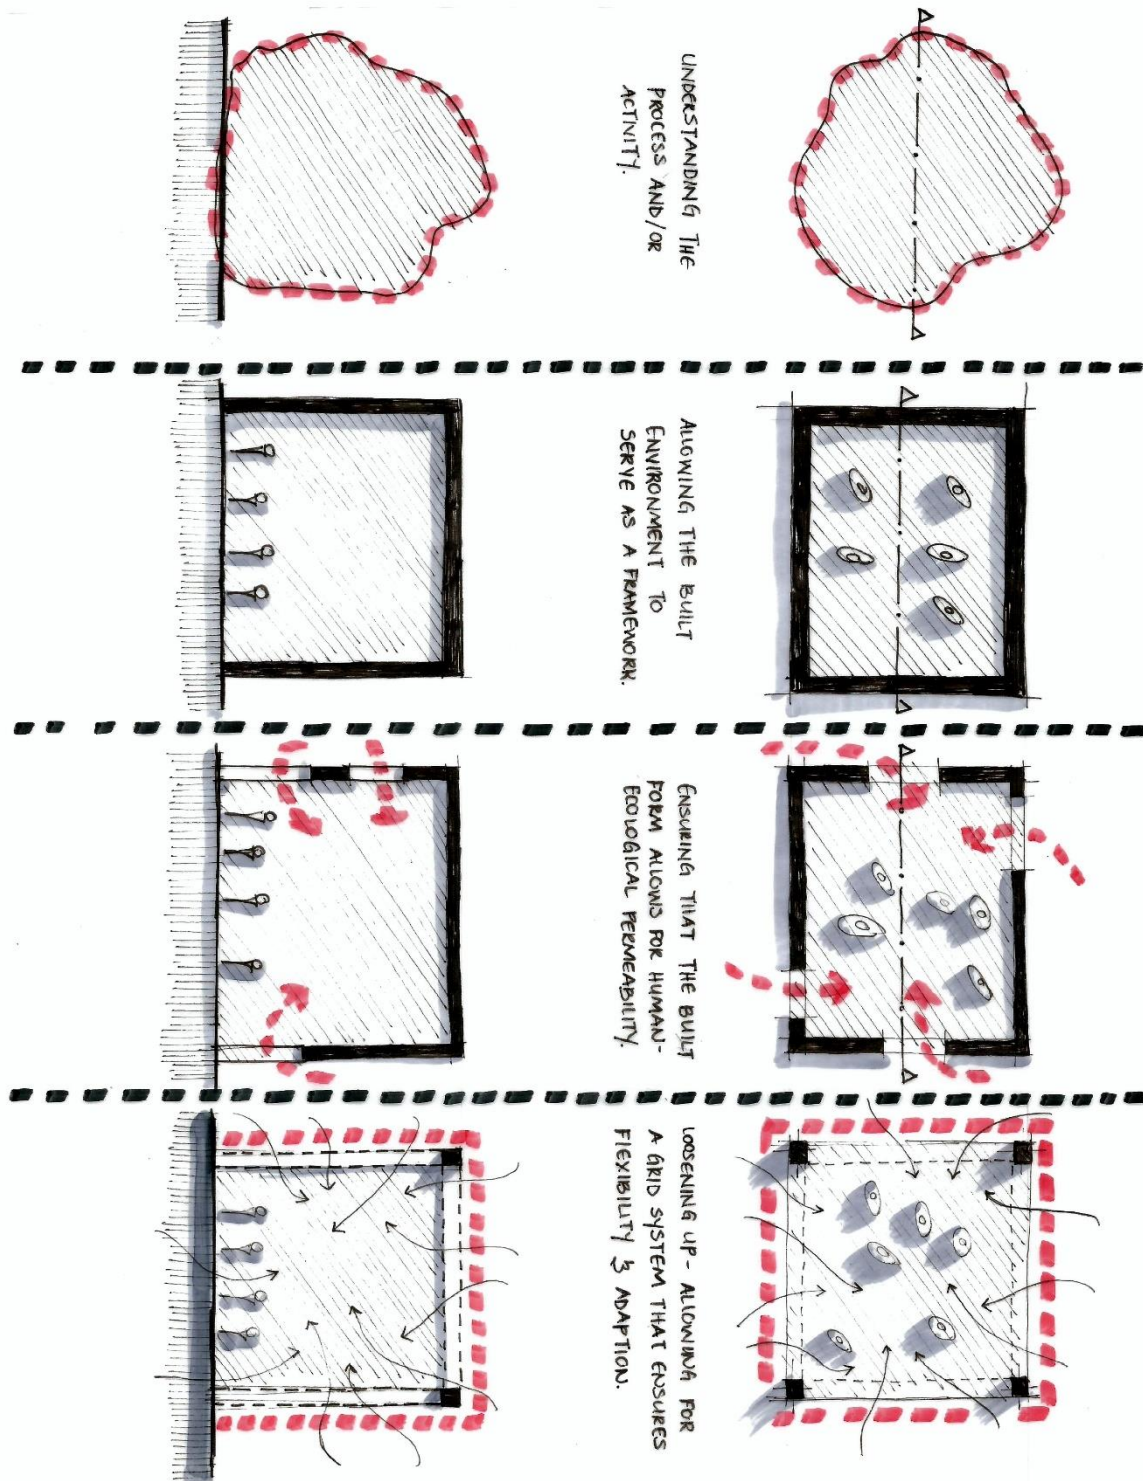 UNDERSTANDING THE
PROCESS AND/OR
ACTIVITY.
ALLOWING THE BUILT
ENVIRONMENT TO
SERVE AS A FRAMEWORK.
ENSURING THAT THE BUILT
FORM ALLOWS FOR HUMAN-
ECOLOGICAL PERMEABILITY.
LOOSENING UP - ALLOWING FOR
A GRID SYSTEM THAT ENSURES
FLEXIBILITY & ADAPTION.